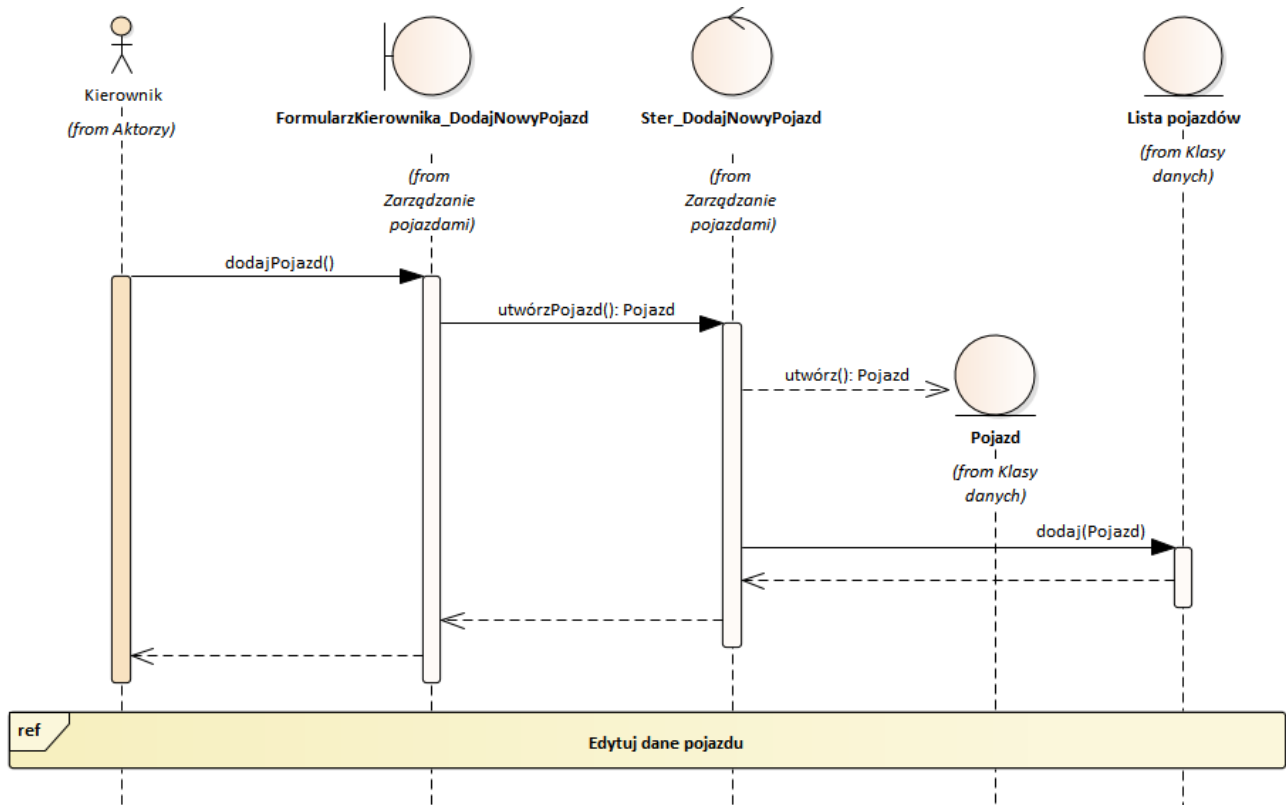 Kierownik
(from Aktorzy)
FormularzKierownika_DodajNowyPojazd
(from
Zarządzanie
pojazdami)
Ster_DodajNowyPojazd
(from
Zarządzanie
pojazdami)
Lista pojazdów
(from Klasy
danych)
dodajPojazd()
utwórzPojazd(): Pojazd
utwórz(): Pojazd
Pojazd
(from Klasy
danych)
dodaj(Pojazd)
ref
Edytuj dane pojazdu